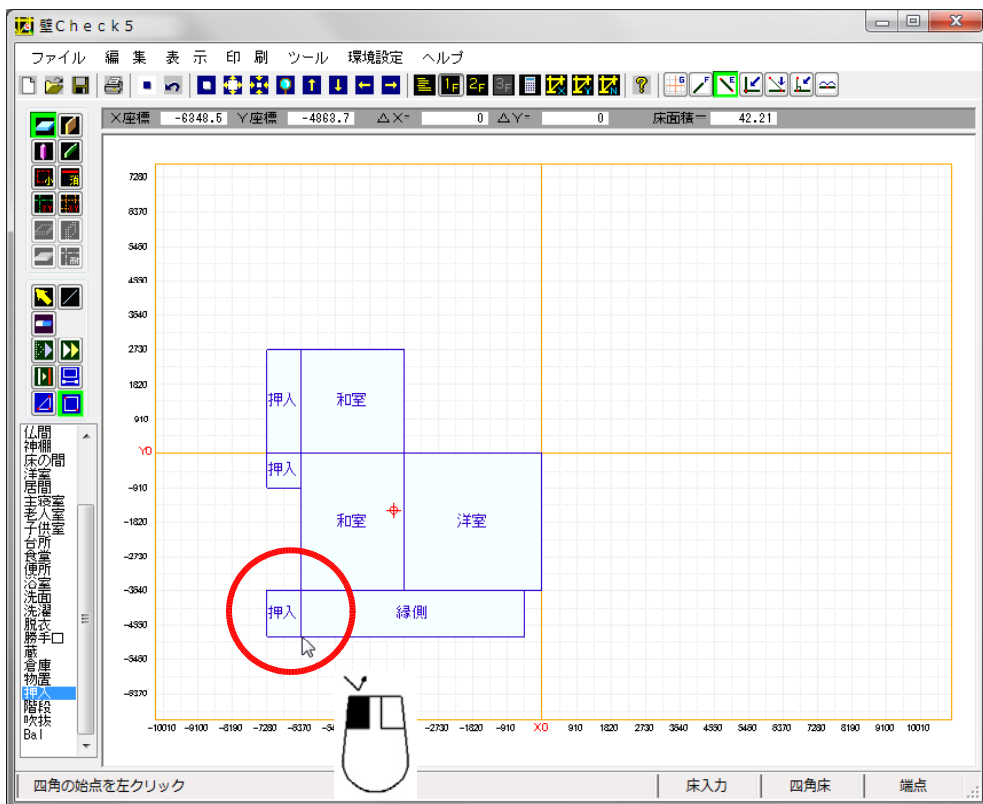 壁Check5
ファイル 編 集 表 示 印 刷 ツール 環境設定 ヘルプ
1F 2F 3F
X座標 -6348.5 Y座標 -4863.7 △X= 0 △Y= 0 床面積= 42.21
7280
6370
5460
4550
3640
2730
1820
910
Y0
-910
-1820
-2730
-3640
-4550
-5460
-6370
-10010 -9100 -8190 -7280 -6370 -2730 -1820 -910 X0 910 1820 2730 3640 4550 5460 6370 7280 8190 9100 10010
押入 和室
押入
和室 洋室
押入 縁側
仏間
神棚
床の間
洋室
居間
主寝室
老人室
子供室
台所
食堂
便所
浴室
洗面
洗濯
脱衣
勝手口
蔵
倉庫
物置
押入
階段
吹抜
Bal
四角の始点を左クリック 床入力 四角床 端点